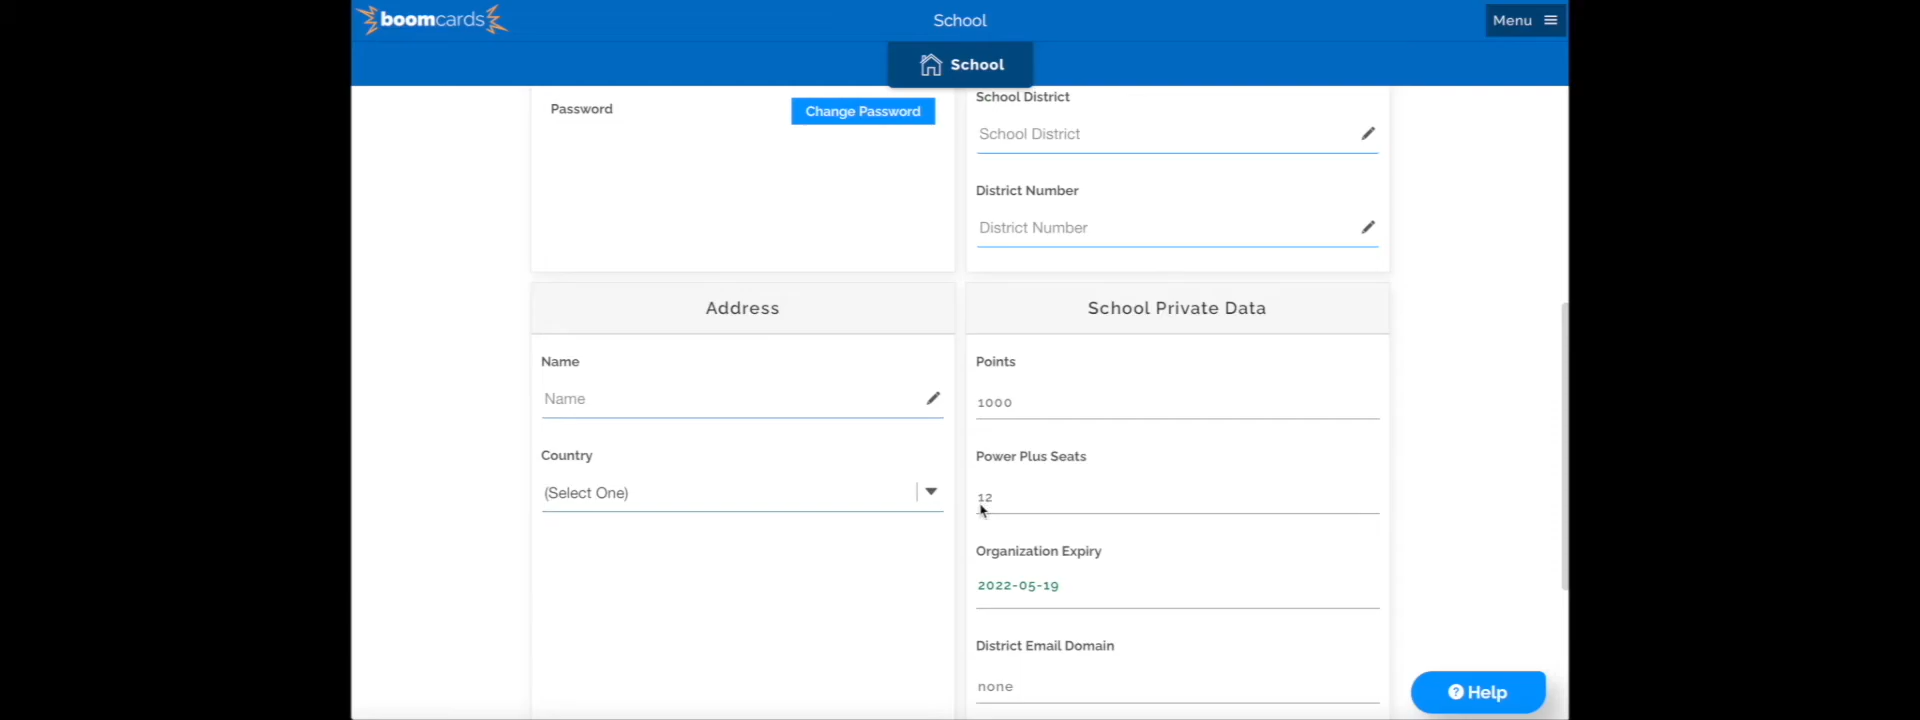 boomcards
School
Menu
School
Password
Change Password
School District
School District
District Number
District Number
Address
Name
Name
Country
(Select One)
School Private Data
Points
1000
Power Plus Seats
12
Organization Expiry
2022-05-19
District Email Domain
none
? Help